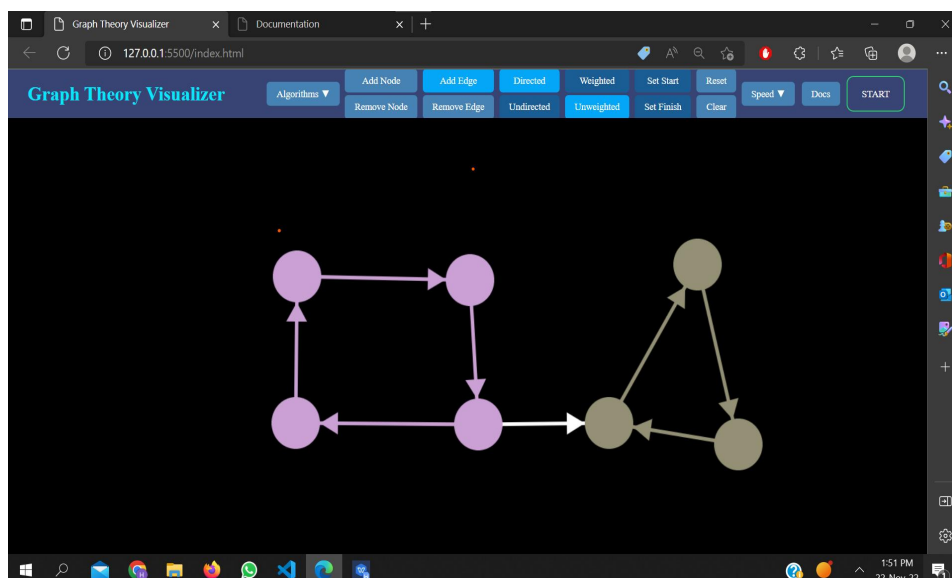 Graph Theory Visualizer
Documentation
127.0.0.1:5500/index.html
Graph Theory Visualizer
Algorithms ▼
Add Node
Add Edge
Directed
Weighted
Set Start
Reset
Remove Node
Remove Edge
Undirected
Unweighted
Set Finish
Clear
Speed ▼
Docs
START
1:51 PM